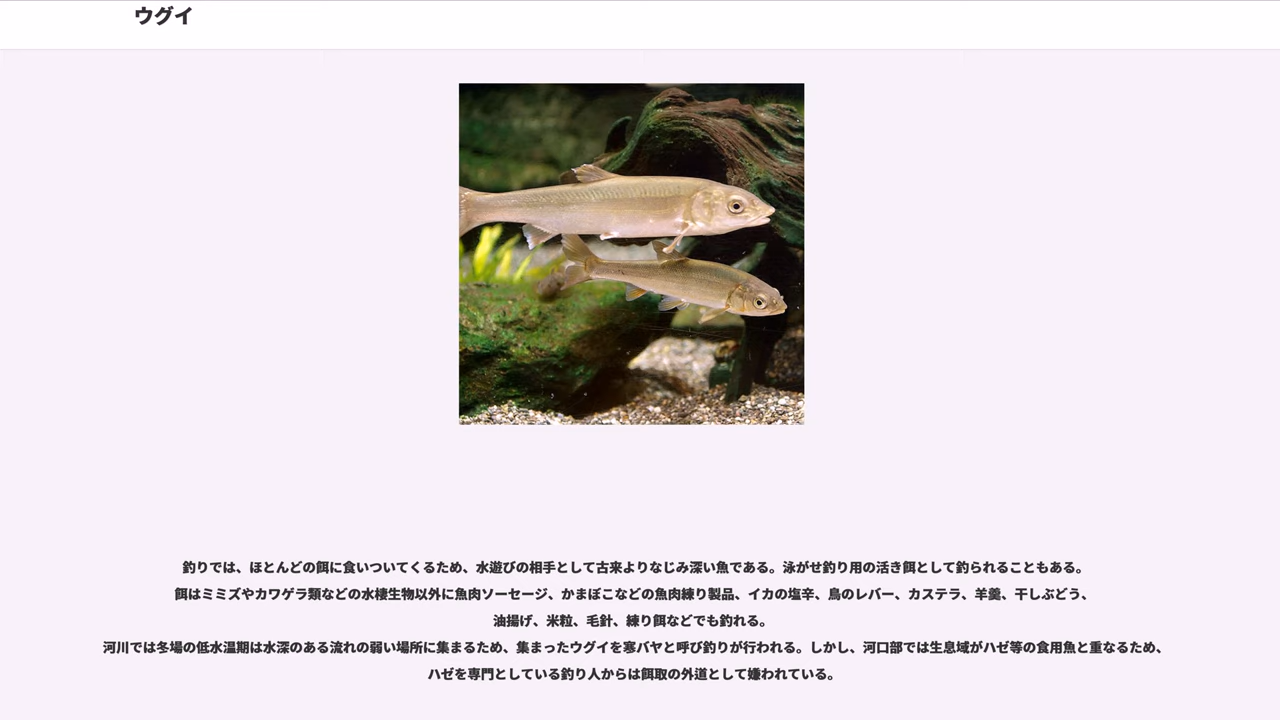 ウグイ
釣りでは、ほとんどの餌に食いついてくるため、水遊びの相手として古来よりなじみ深い魚である。泳がせ釣り用の活き餌として釣られることもある。
餌はミミズやカワゲラ類などの水棲生物以外に魚肉ソーセージ、かまぼこなどの魚肉練り製品、イカの塩辛、鳥のレバー、カステラ、羊羹、干しぶどう、
油揚げ、米粒、毛針、練り餌などでも釣れる。
河川では冬場の低水温期は水深のある流れの弱い場所に集まるため、集まったウグイを寒バヤと呼び釣りが行われる。しかし、河口部では生息域がハゼ等の食用魚と重なるため、
ハゼを専門としている釣り人からは餌取の外道として嫌われている。